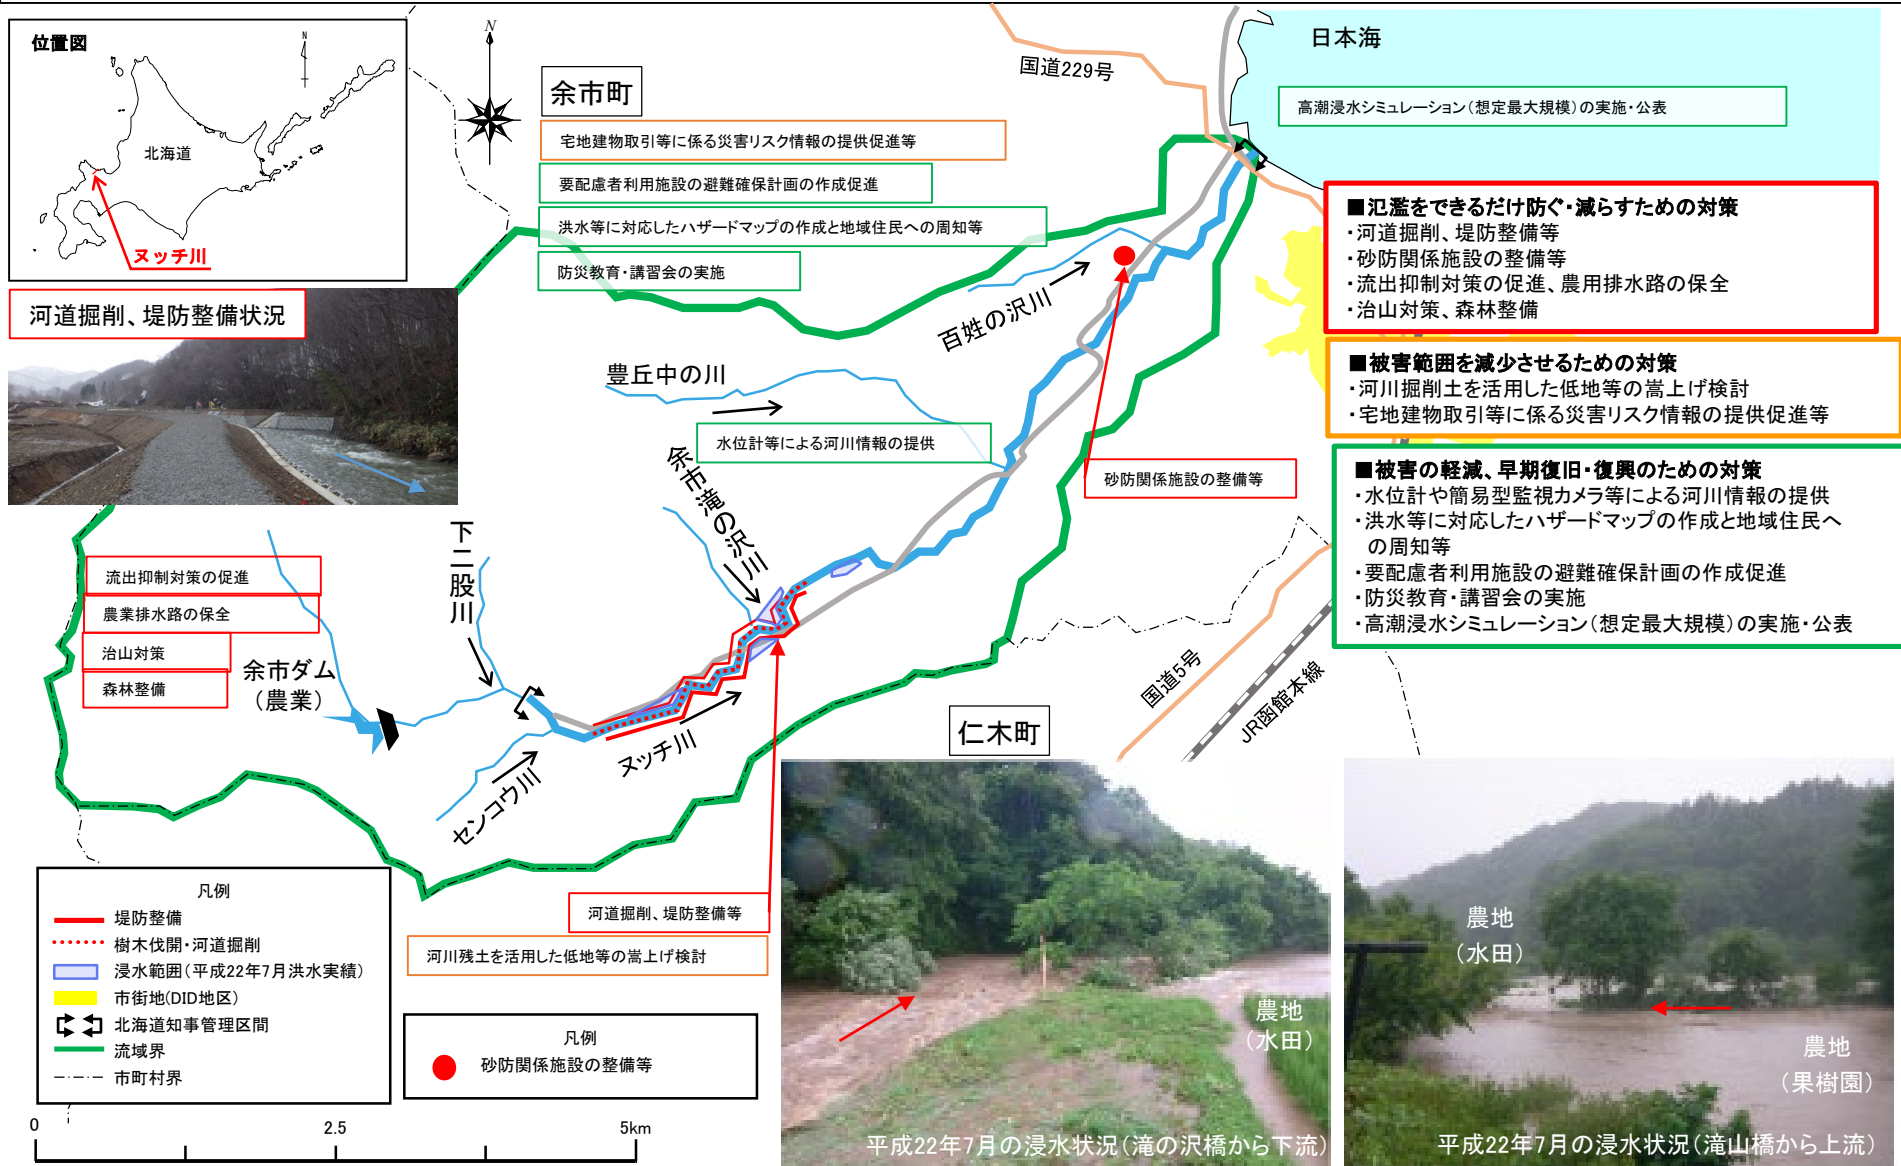 位置図
N
北海道
ヌッチ川
河道掘削、堤防整備状況
N
余市町
宅地建物取引等に係る災害リスク情報の提供促進等
要配慮者利用施設の避難確保計画の作成促進
洪水等に対応したハザードマップの作成と地域住民への周知等
防災教育・講習会の実施
国道229号
日本海
高潮浸水シミュレーション(想定最大規模)の実施・公表
■氾濫をできるだけ防ぐ・減らすための対策
・河道掘削、堤防整備等
・砂防関係施設の整備等
・流出抑制対策の促進、農用排水路の保全
・治山対策、森林整備
■被害範囲を減少させるための対策
・河川掘削土を活用した低地等の嵩上げ検討
・宅地建物取引等に係る災害リスク情報の提供促進等
■被害の軽減、早期復旧・復興のための対策
・水位計や簡易型監視カメラ等による河川情報の提供
・洪水等に対応したハザードマップの作成と地域住民へ
の周知等
・要配慮者利用施設の避難確保計画の作成促進
・防災教育・講習会の実施
・高潮浸水シミュレーション(想定最大規模)の実施・公表
百姓の沢川
豊丘中の川
水位計等による河川情報の提供
砂防関係施設の整備等
余市滝の沢川
下二股川
流出抑制対策の促進
農業排水路の保全
治山対策
森林整備
余市ダム
(農業)
センコウ川
ヌッチ川
仁木町
国道5号
JR函館本線
河道掘削、堤防整備等
河川残土を活用した低地等の嵩上げ検討
凡例
堤防整備
樹木伐開・河道掘削
浸水範囲(平成22年7月洪水実績)
市街地(DID地区)
北海道知事管理区間
流域界
市町村界
凡例
砂防関係施設の整備等
0 2.5 5km
農地
(水田)
平成22年7月の浸水状況(滝の沢橋から下流)
農地
(水田)
農地
(果樹園)
平成22年7月の浸水状況(滝山橋から上流)